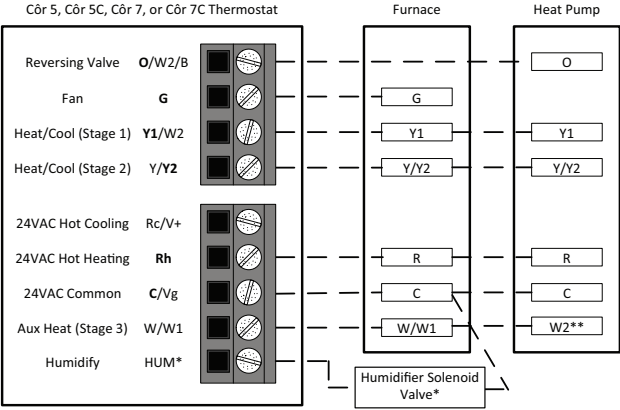 Côr 5, Côr 5C, Côr 7, or Côr 7C Thermostat
Furnace
Heat Pump
Reversing Valve O/W2/B
O
Fan G
G
Heat/Cool (Stage 1) Y1/W2
Y1
Y1
Heat/Cool (Stage 2) Y/Y2
Y/Y2
Y/Y2
24VAC Hot Cooling Rc/V+
24VAC Hot Heating Rh
R
R
24VAC Common C/Vg
C
C
Aux Heat (Stage 3) W/W1
W/W1
W2**
Humidify HUM*
Humidifier Solenoid
Valve*